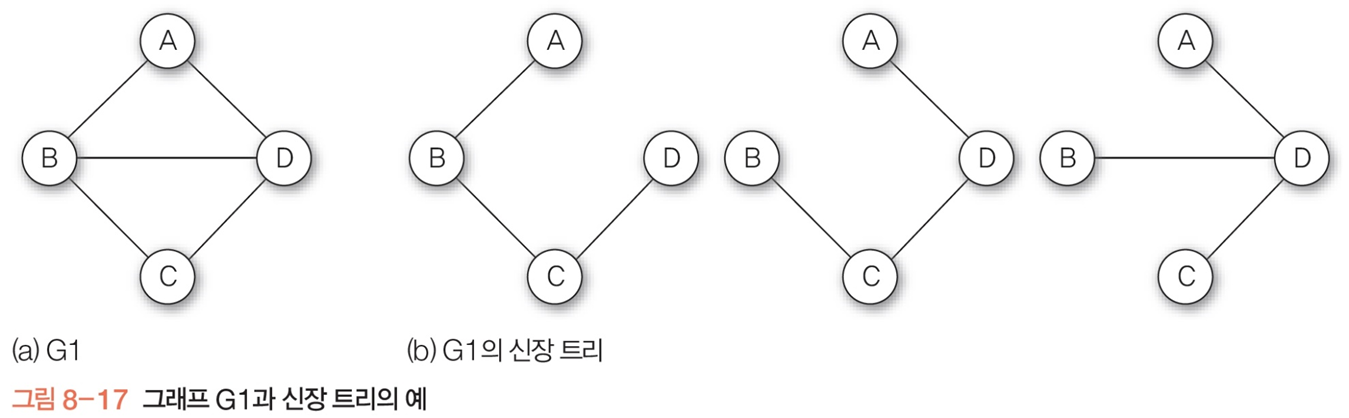 A A A A
B D B D B D B D
C C C C
(a) G1 (b) G1의 신장 트리
그림 8-17 그래프 G1과 신장 트리의 예